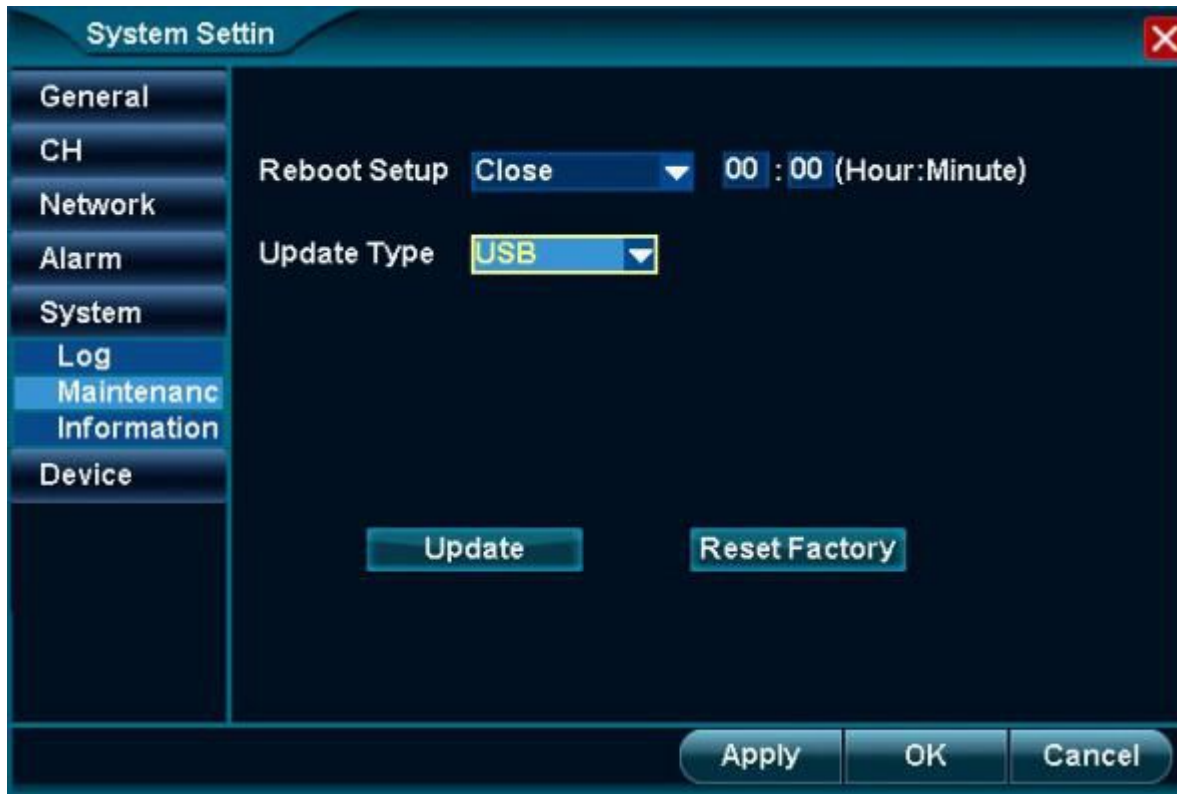 System Settin
General
CH
Network
Alarm
System
Log
Maintenanc
Information
Device
Reboot Setup Close 00 : 00 (Hour:Minute)
Update Type USB
Update Reset Factory
Apply OK Cancel